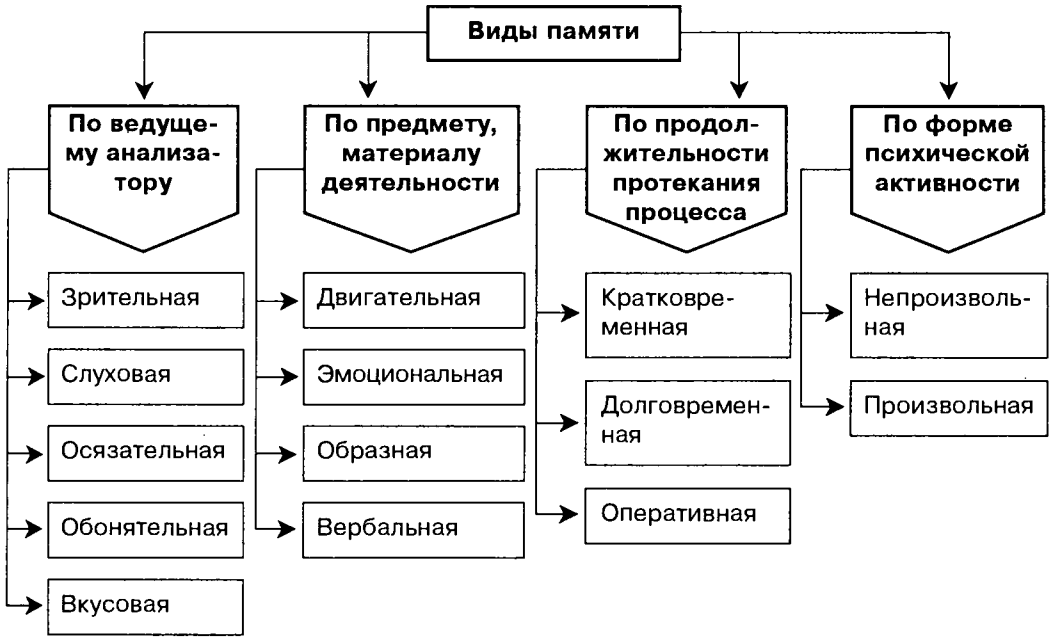 Виды памяти
По ведуще-
му анализа-
тору
Зрительная
Слуховая
Осязательная
Обонятельная
Вкусовая
По предмету,
материалу
деятельности
Двигательная
Эмоциональная
Образная
Вербальная
По продол-
жительности
протекания
процесса
Кратковре-
менная
Долговремен-
ная
Оперативная
По форме
психической
активности
Непроизволь-
ная
Произвольная